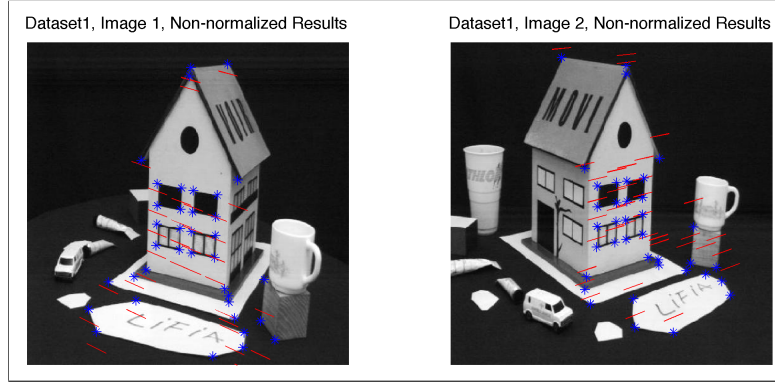 Dataset1, Image 1, Non-normalized Results
Dataset1, Image 2, Non-normalized Results
MOVI
LiFiA
LiFiA